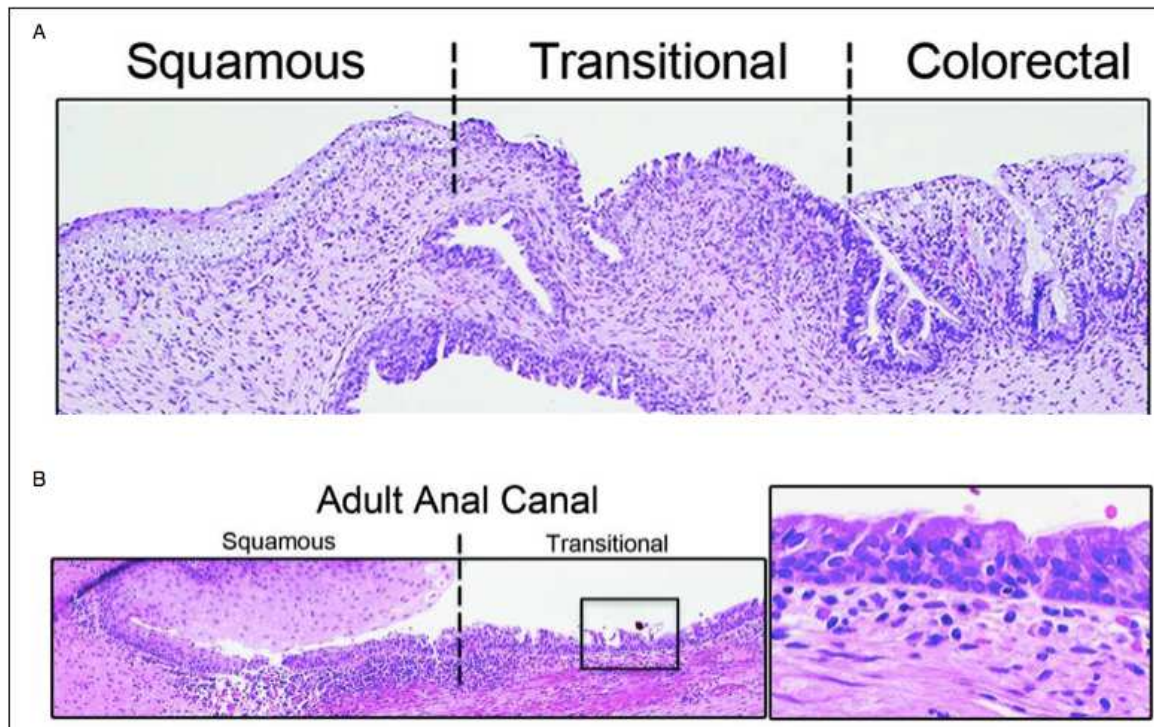 A
Squamous Transitional Colorectal
B
Adult Anal Canal
Squamous Transitional